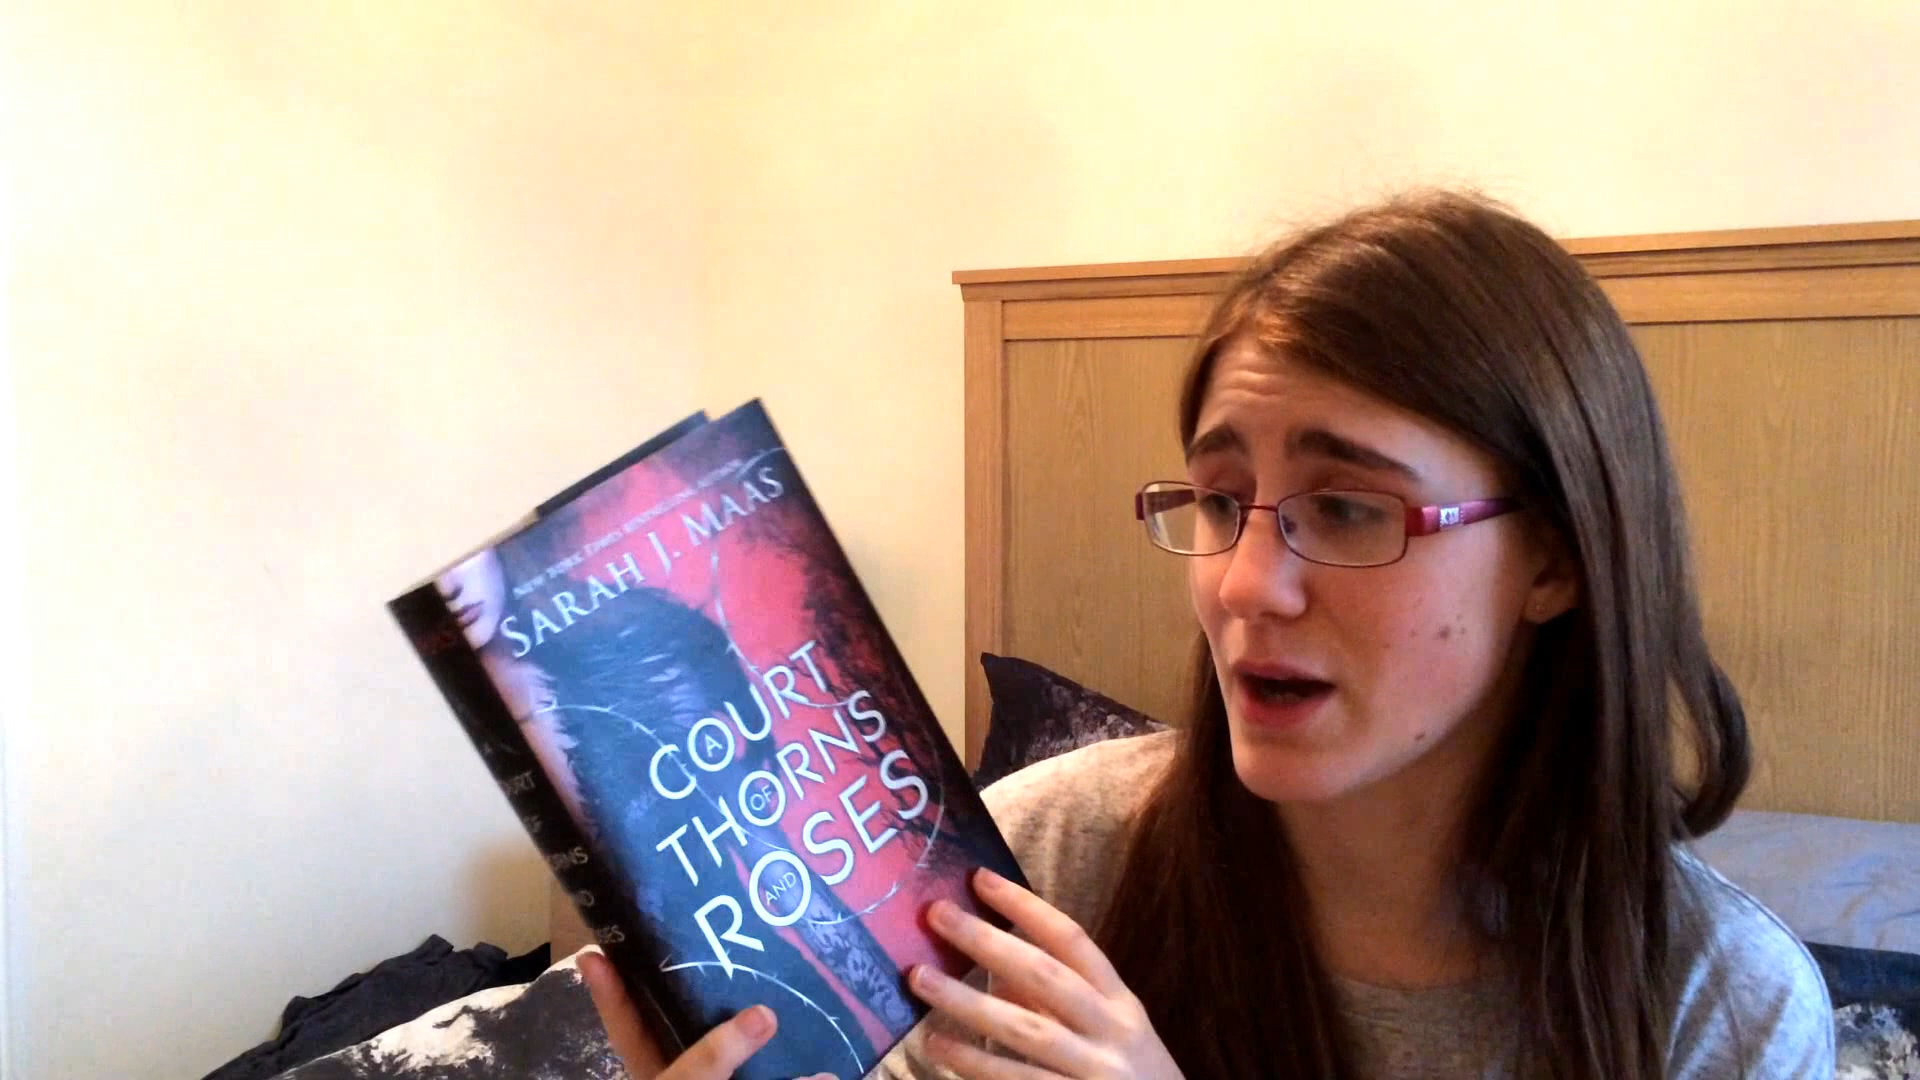 NEW YORK TIMES BESTSELLING AUTHOR
SARAH J. MAAS
A
COURT
OF
THORNS
AND
ROSES